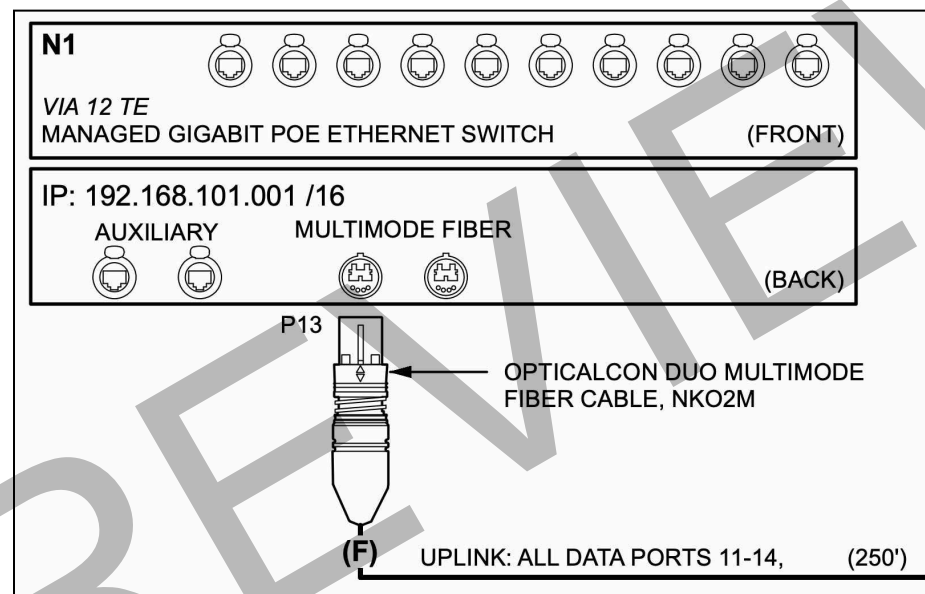 N1
VIA 12 TE
MANAGED GIGABIT POE ETHERNET SWITCH (FRONT)
IP: 192.168.101.001 /16
AUXILIARY MULTIMODE FIBER
(BACK)
P13
OPTICALCON DUO MULTIMODE
FIBER CABLE, NKO2M
(F) UPLINK: ALL DATA PORTS 11-14, (250')
REVIEW